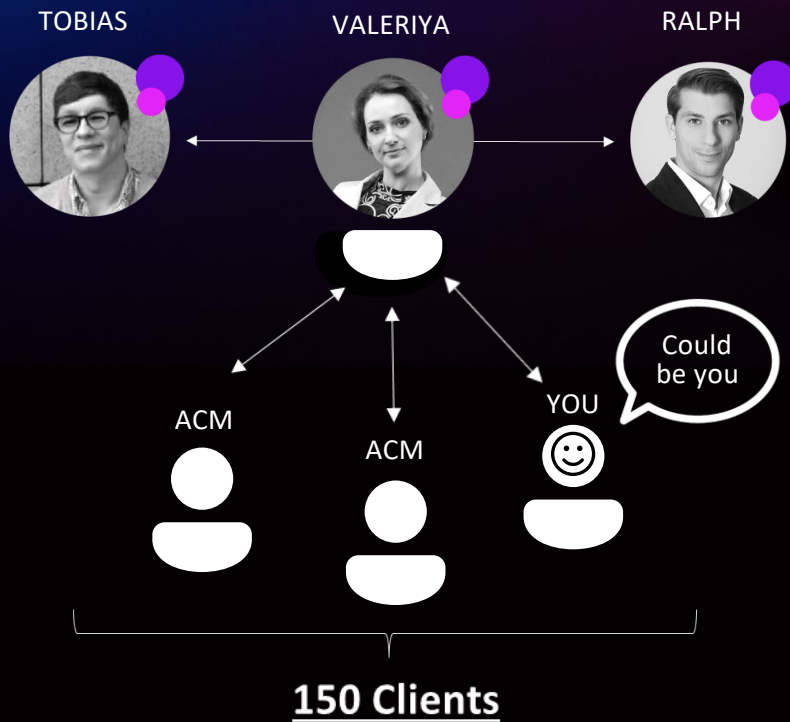 TOBIAS
VALERIYA
RALPH
Could
be you
YOU
ACM
ACM
150 Clients